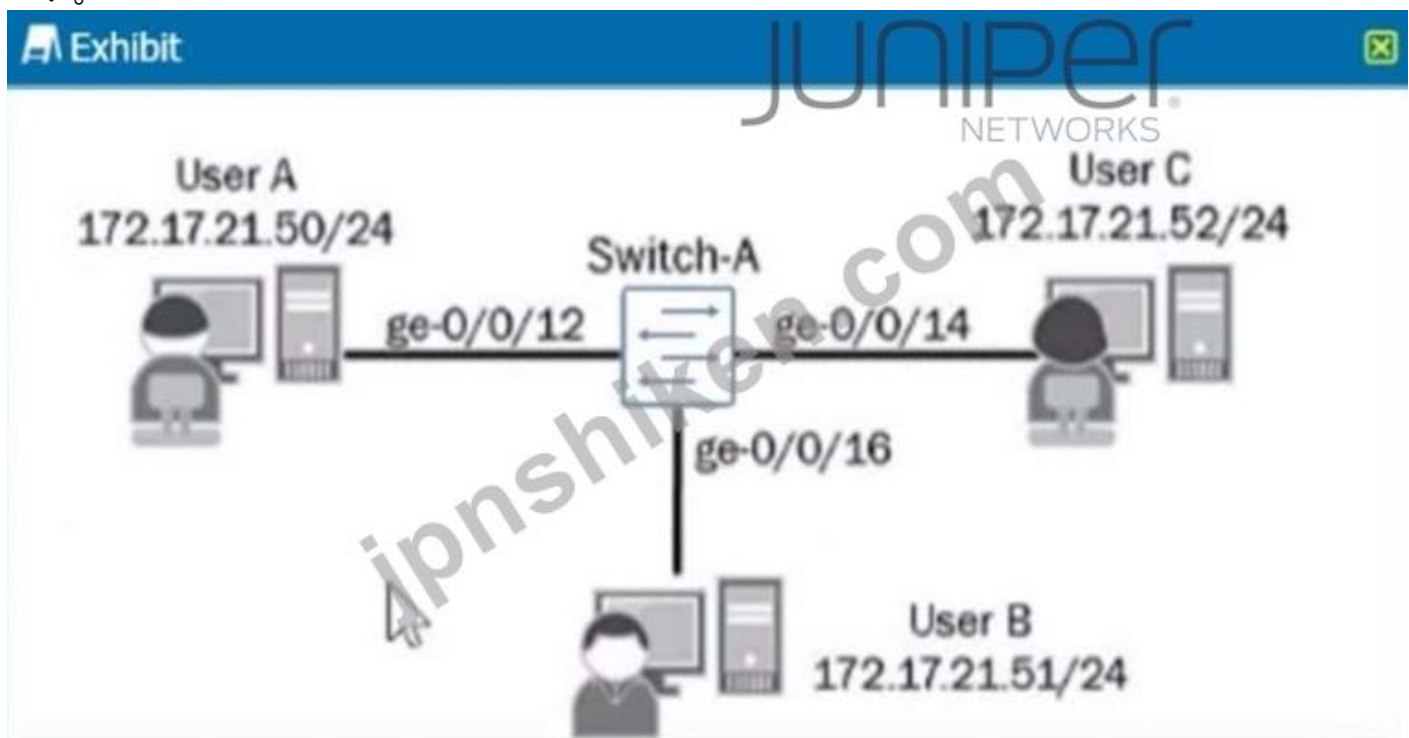 Exhibit
JUNIPER
NETWORKS
User A
172.17.21.50/24
User C
172.17.21.52/24
Switch-A
ge-0/0/12
ge-0/0/14
ge-0/0/16
User B
172.17.21.51/24
jpnshiken.com